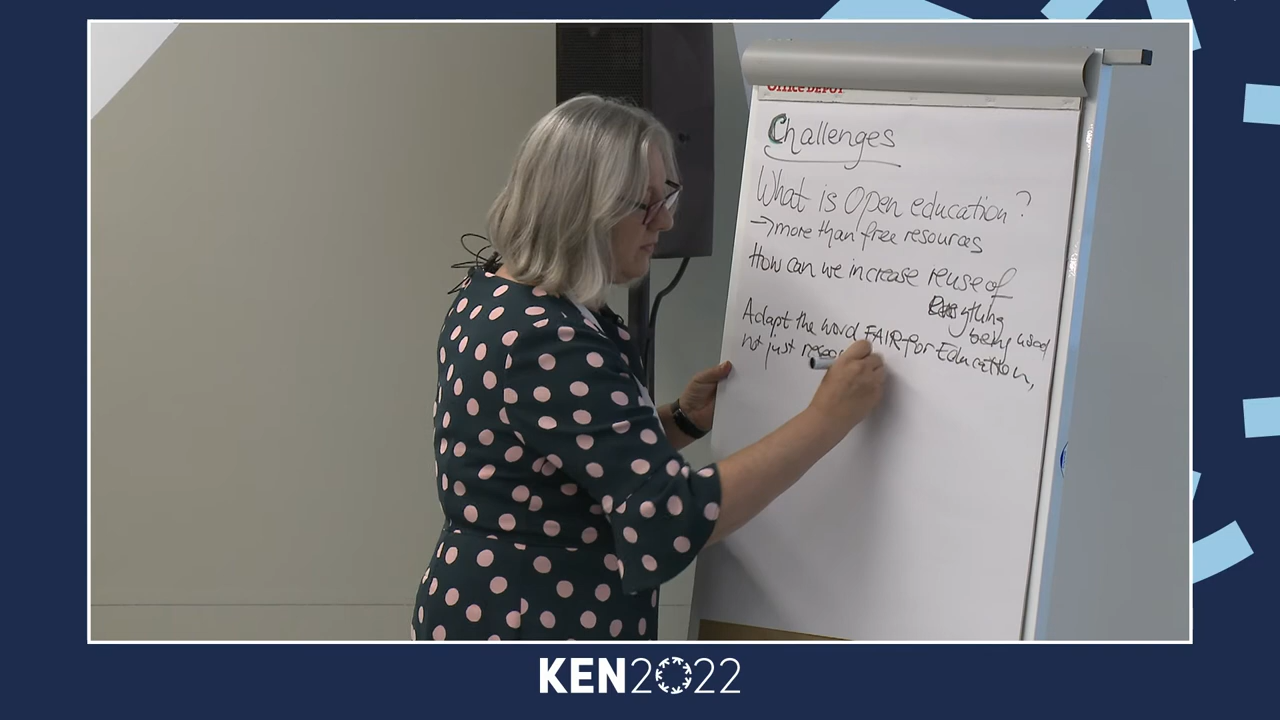 Office DEPOT
Challenges
What is Open education?
→ more than free resources
How can we increase reuse of
everything
being used
Adapt the word FAIR for Education,
not just
KEN2022